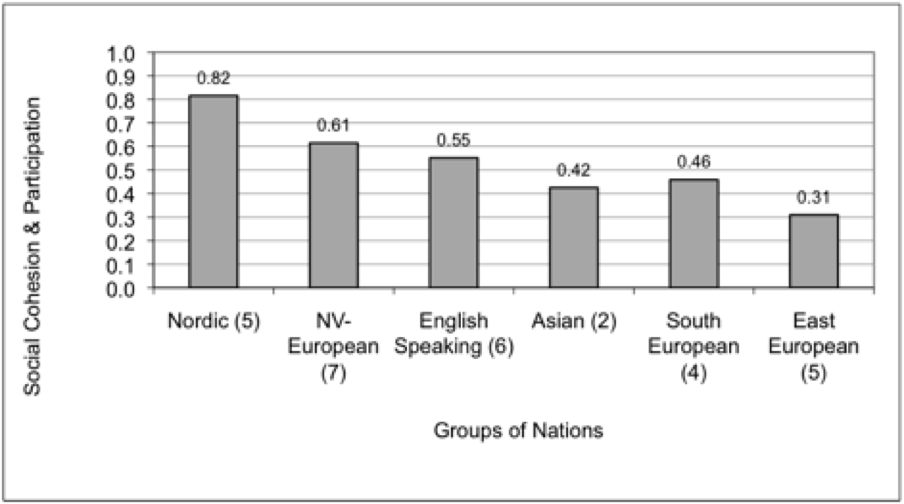 Social Cohesion & Participation
1.0
0.9
0.8
0.7
0.6
0.5
0.4
0.3
0.2
0.1
0.0
0.82
0.61
0.55
0.42
0.46
0.31
Nordic (5)
NV-
European
(7)
English
Speaking (6)
Asian (2)
South
European
(4)
East
European
(5)
Groups of Nations